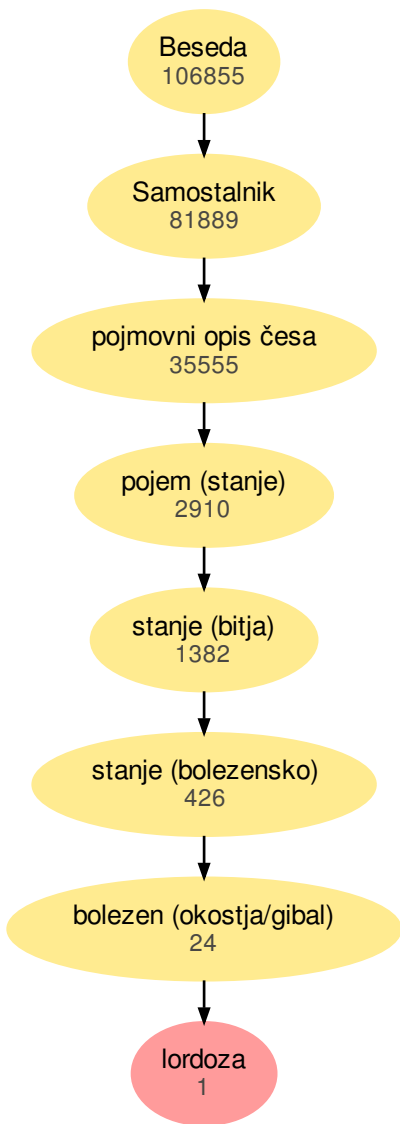 Beseda
106855
Samostalnik
81889
pojmovni opis česa
35555
pojem (stanje)
2910
stanje (bitja)
1382
stanje (bolezensko)
426
bolezen (okostja/gibal)
24
lordoza
1